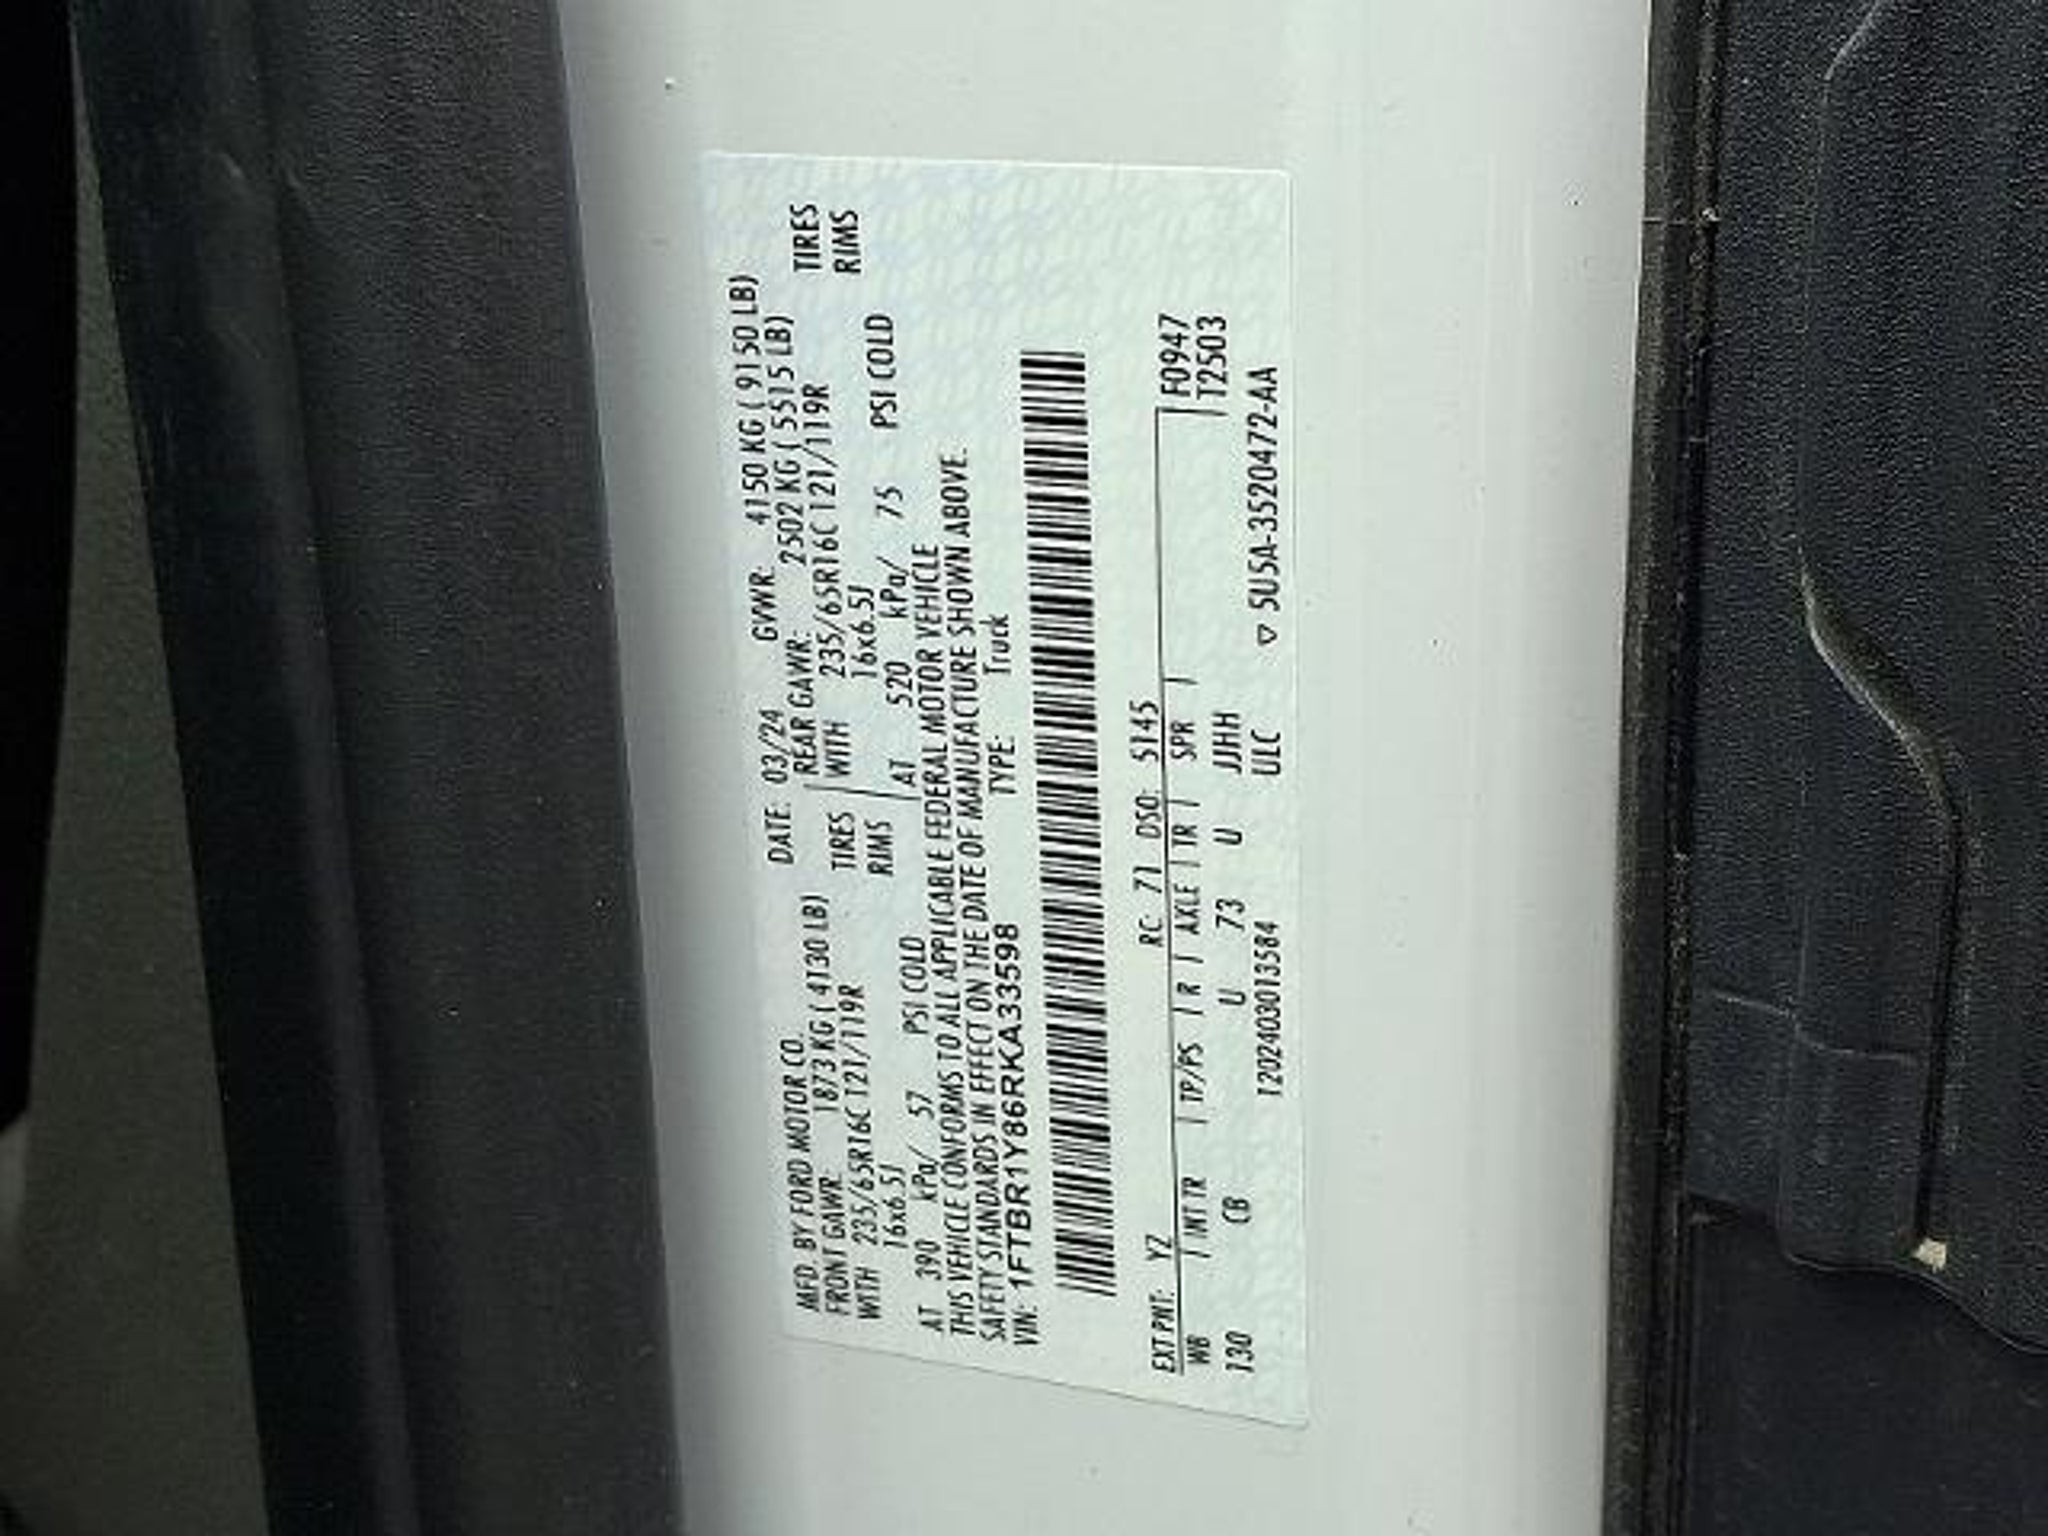 MFD. BY FORD MOTOR CO.
DATE: 03/24 GVWR: 4150 KG ( 9150 LB)
FRONT GAWR: 1873 KG ( 4130 LB) REAR GAWR: 2502 KG ( 5515 LB)
WITH 235/65R16C 121/119R TIRES WITH 235/65R16C 121/119R TIRES
16x6.5J RIMS 16x6.5J RIMS
AT 390 kPa/ 57 PSI COLD AT 520 kPa/ 75 PSI COLD
THIS VEHICLE CONFORMS TO ALL APPLICABLE FEDERAL MOTOR VEHICLE
SAFETY STANDARDS IN EFFECT ON THE DATE OF MANUFACTURE SHOWN ABOVE.
VIN: 1FTBR1Y86RKA33598 TYPE: Truck
EXT PNT: YZ RC: 71 DSO: 5145 F0947
WB | INT TR | TP/PS | R | AXLE | TR | SPR | T2503
130 CB U 73 U JJHH
1202403013584 ULC ▽ 5U5A-3520472-AA